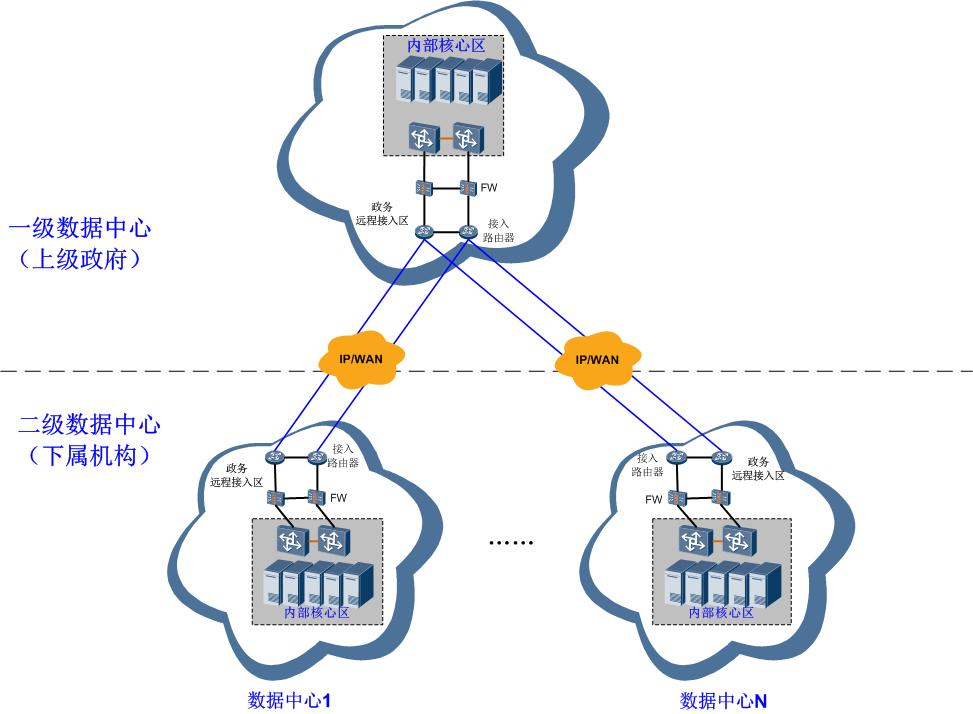 内部核心区
FW
政务
远程接入区
接入
路由器
一级数据中心
（上级政府）
IP/WAN
IP/WAN
二级数据中心
（下属机构）
接入
路由器
政务
远程接入区
FW
内部核心区
数据中心1
……
接入
路由器
政务
远程接入区
FW
内部核心区
数据中心N